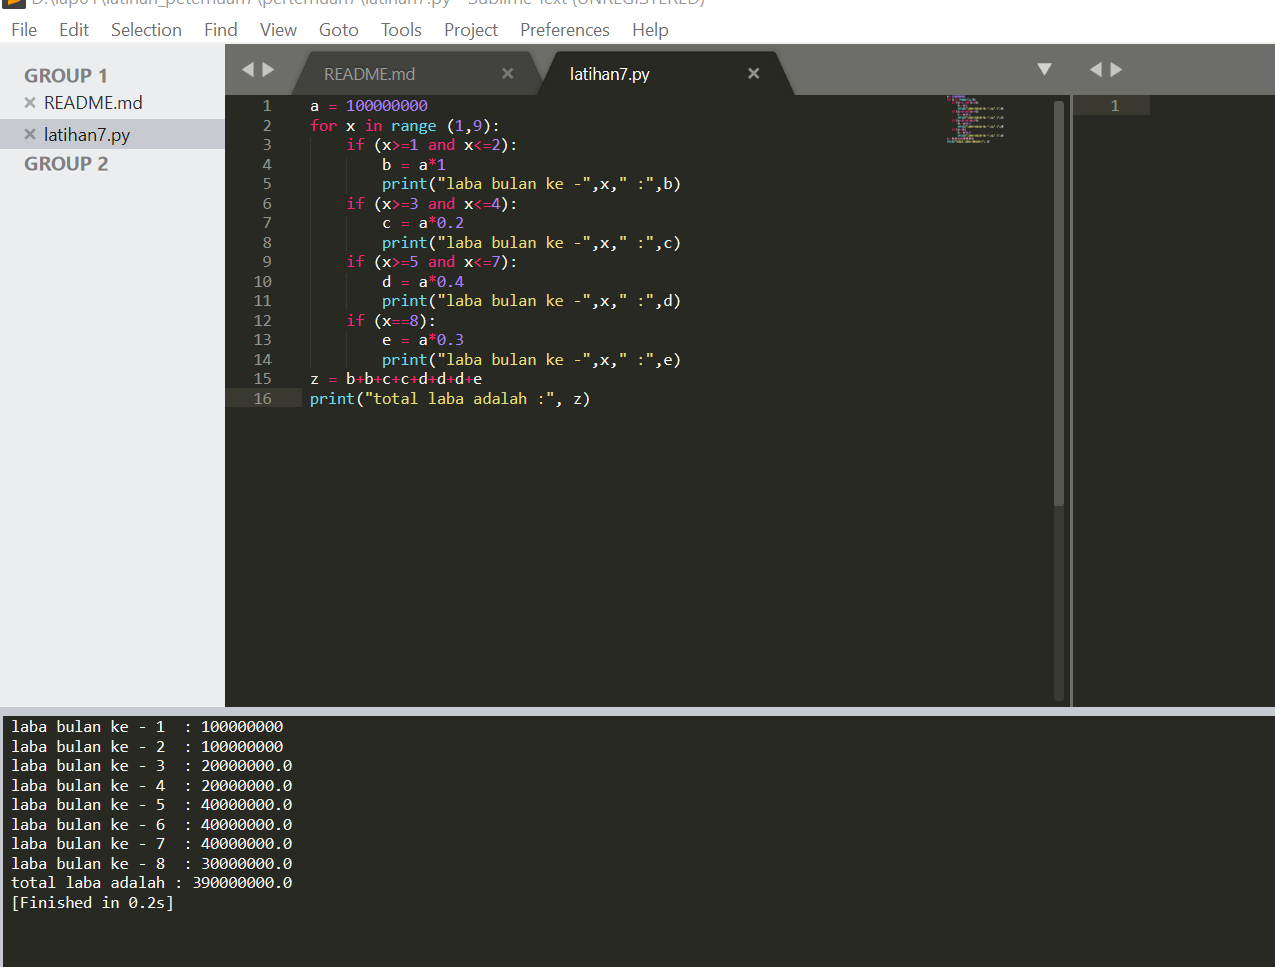 D:\lap01\latihan_petemuan7\pertemuan7\latihan7.py - Sublime Text (UNREGISTERED)
File Edit Selection Find View Goto Tools Project Preferences Help
GROUP 1
README.md
latihan7.py
GROUP 2
README.md latihan7.py
1 a = 100000000
2 for x in range (1,9):
3 if (x>=1 and x<=2):
4 b = a*1
5 print("laba bulan ke -",x," :",b)
6 if (x>=3 and x<=4):
7 c = a*0.2
8 print("laba bulan ke -",x," :",c)
9 if (x>=5 and x<=7):
10 d = a*0.4
11 print("laba bulan ke -",x," :",d)
12 if (x==8):
13 e = a*0.3
14 print("laba bulan ke -",x," :",e)
15 z = b+b+c+c+d+d+d+e
16 print("total laba adalah :", z)
1
laba bulan ke - 1  : 100000000
laba bulan ke - 2  : 100000000
laba bulan ke - 3  : 20000000.0
laba bulan ke - 4  : 20000000.0
laba bulan ke - 5  : 40000000.0
laba bulan ke - 6  : 40000000.0
laba bulan ke - 7  : 40000000.0
laba bulan ke - 8  : 30000000.0
total laba adalah : 390000000.0
[Finished in 0.2s]